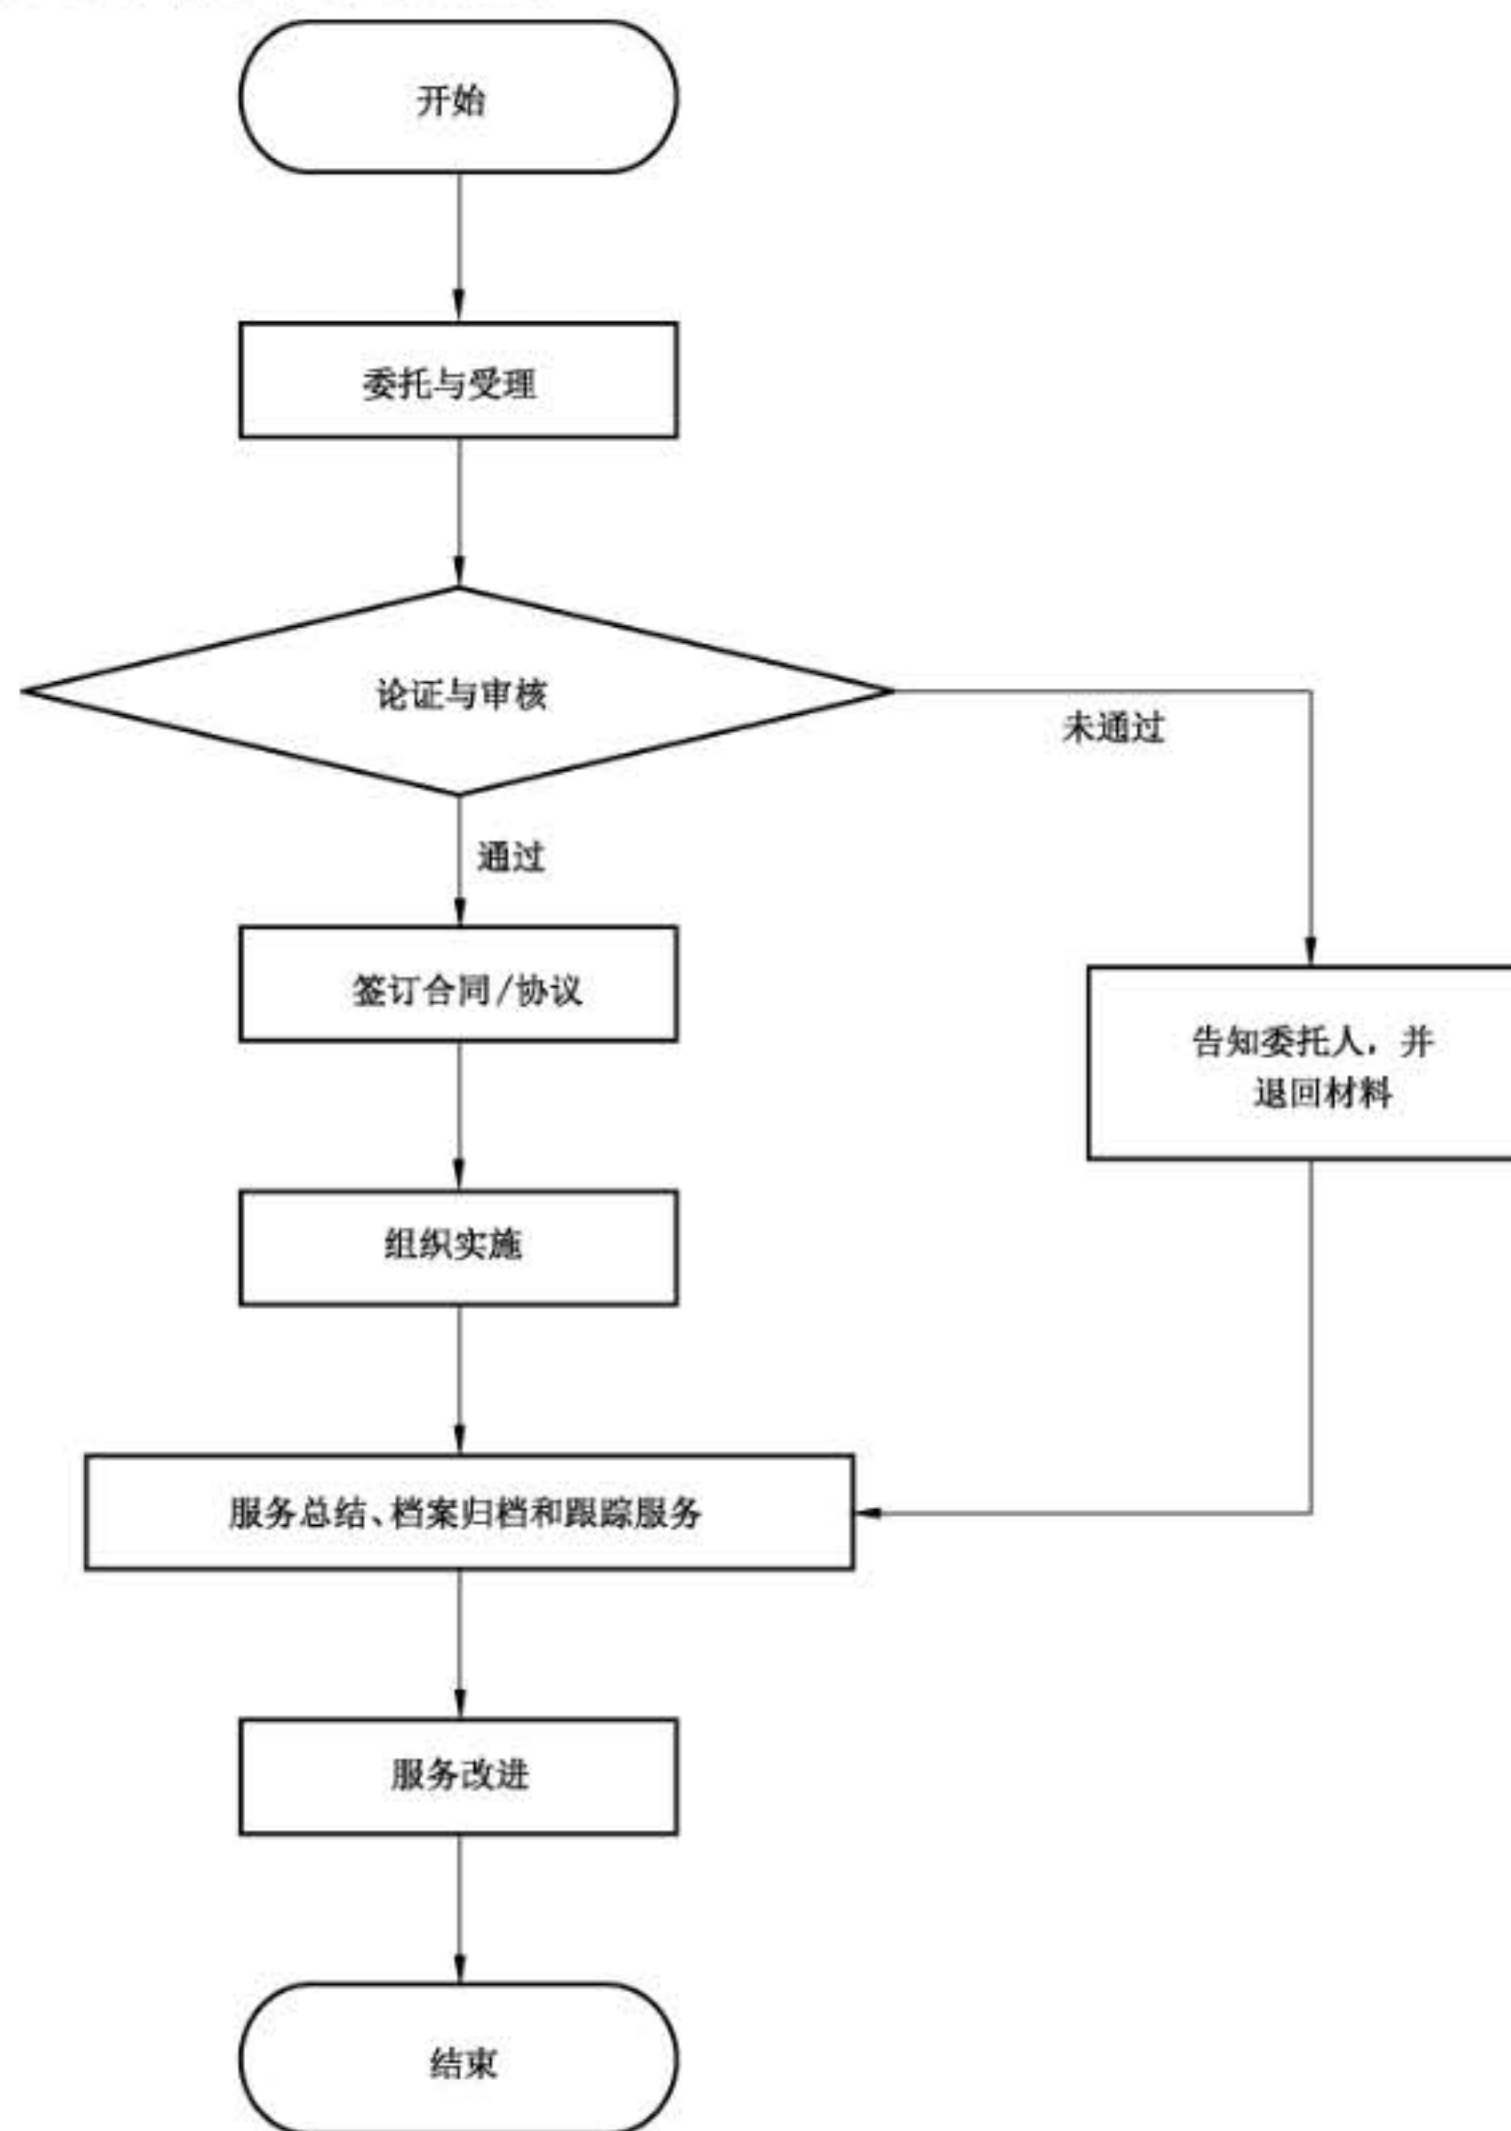 开始
委托与受理
论证与审核
未通过
通过
签订合同/协议
告知委托人，并
退回材料
组织实施
服务总结、档案归档和跟踪服务
服务改进
结束